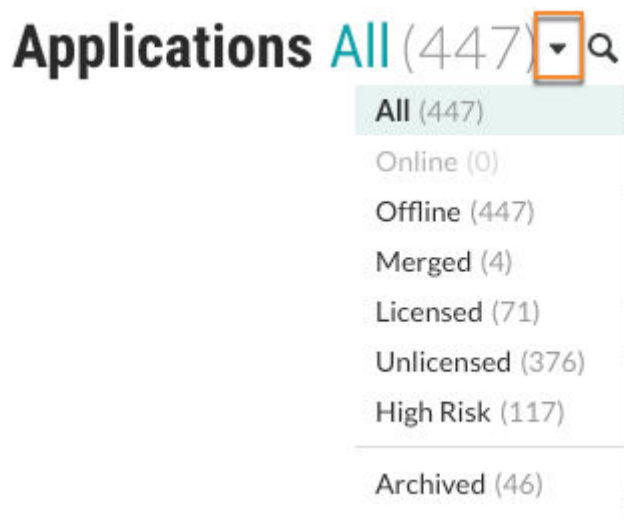 Applications All (447)
All (447)
Online (0)
Offline (447)
Merged (4)
Licensed (71)
Unlicensed (376)
High Risk (117)
Archived (46)